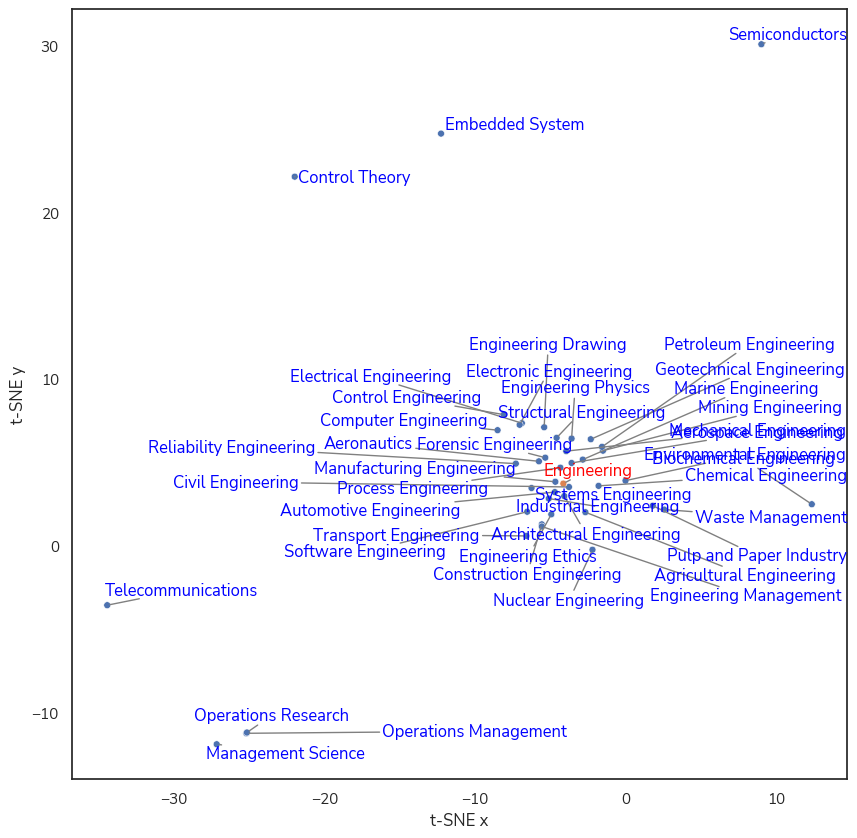 Semiconductors
30
Embedded System
Control Theory
20
Engineering Drawing
Petroleum Engineering
10
Electrical Engineering
Electronic Engineering
Geotechnical Engineering
Control Engineering
Engineering Physics
Marine Engineering
Computer Engineering
Structural Engineering
Mining Engineering
Mechanical Engineering
Aerospace Engineering
Reliability Engineering
Aeronautics
Forensic Engineering
Environmental Engineering
Biochemical Engineering
Manufacturing Engineering
Engineering
Chemical Engineering
Civil Engineering
Process Engineering
Systems Engineering
Automotive Engineering
Industrial Engineering
Waste Management
Transport Engineering
Architectural Engineering
0
Software Engineering
Engineering Ethics
Pulp and Paper Industry
Construction Engineering
Agricultural Engineering
Telecommunications
Nuclear Engineering
Engineering Management
−10
Operations Research
Operations Management
Management Science
−30
−20
−10
0
10
t-SNE x
t-SNE y